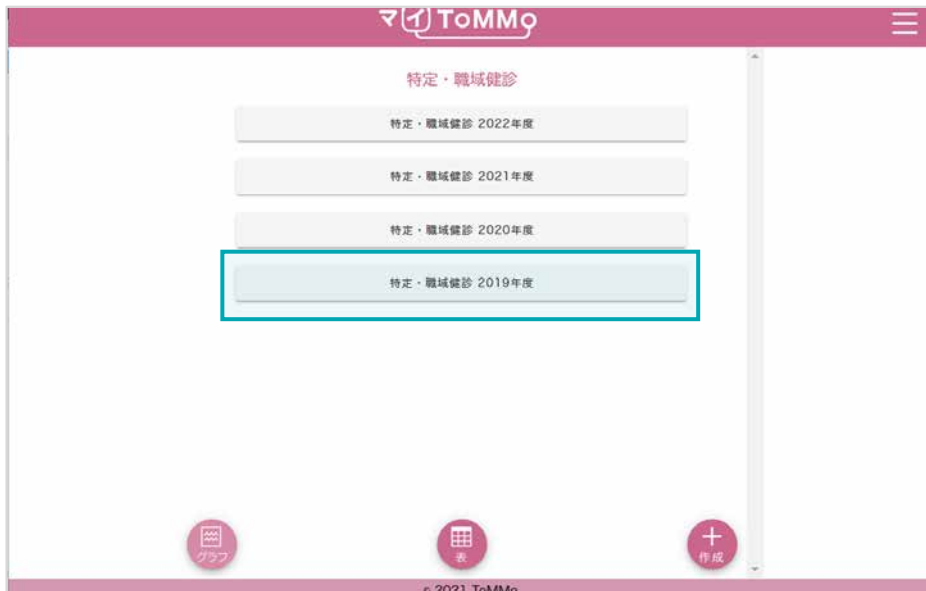 マイToMMo
特定・職域健診
特定・職域健診 2022年度
特定・職域健診 2021年度
特定・職域健診 2020年度
特定・職域健診 2019年度
グラフ
表
作成
© 2021 ToMMo